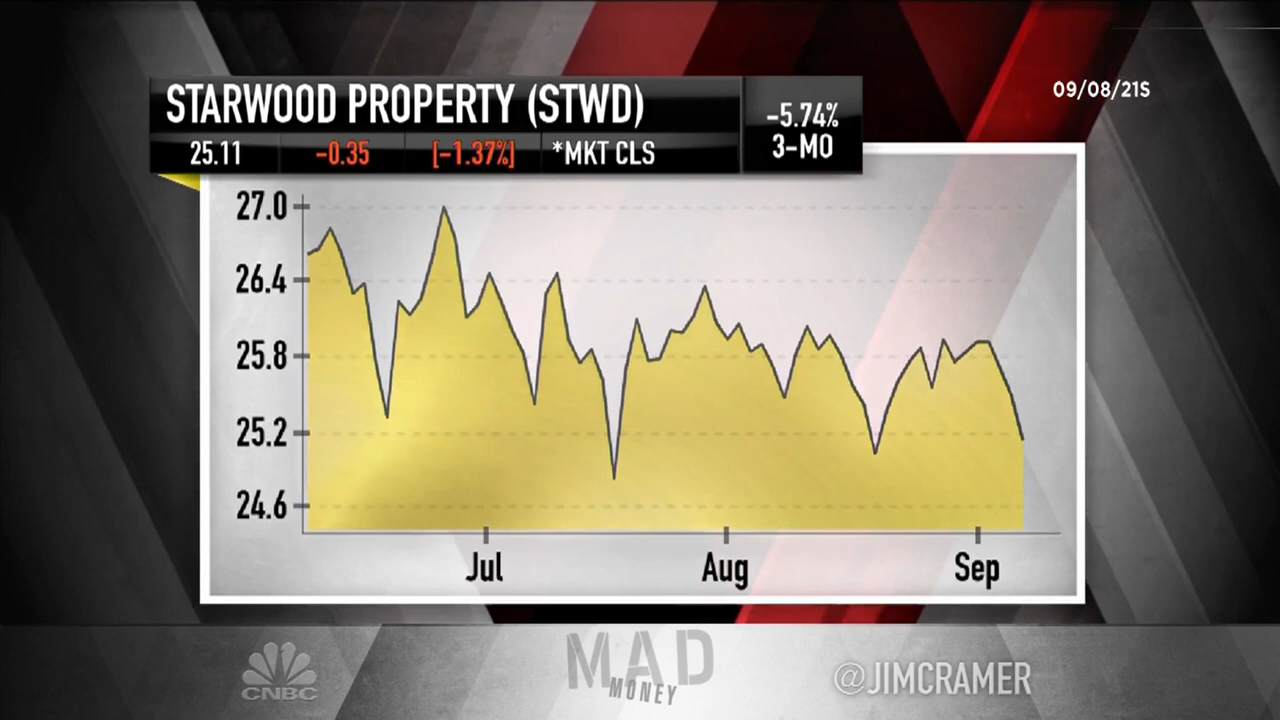 STARWOOD PROPERTY (STWD)
25.11 -0.35 [-1.37%] *MKT CLS
-5.74%
3-MO
09/08/21S
27.0
26.4
25.8
25.2
24.6
Jul Aug Sep
CNBC
MAD
MONEY
@JIMCRAMER